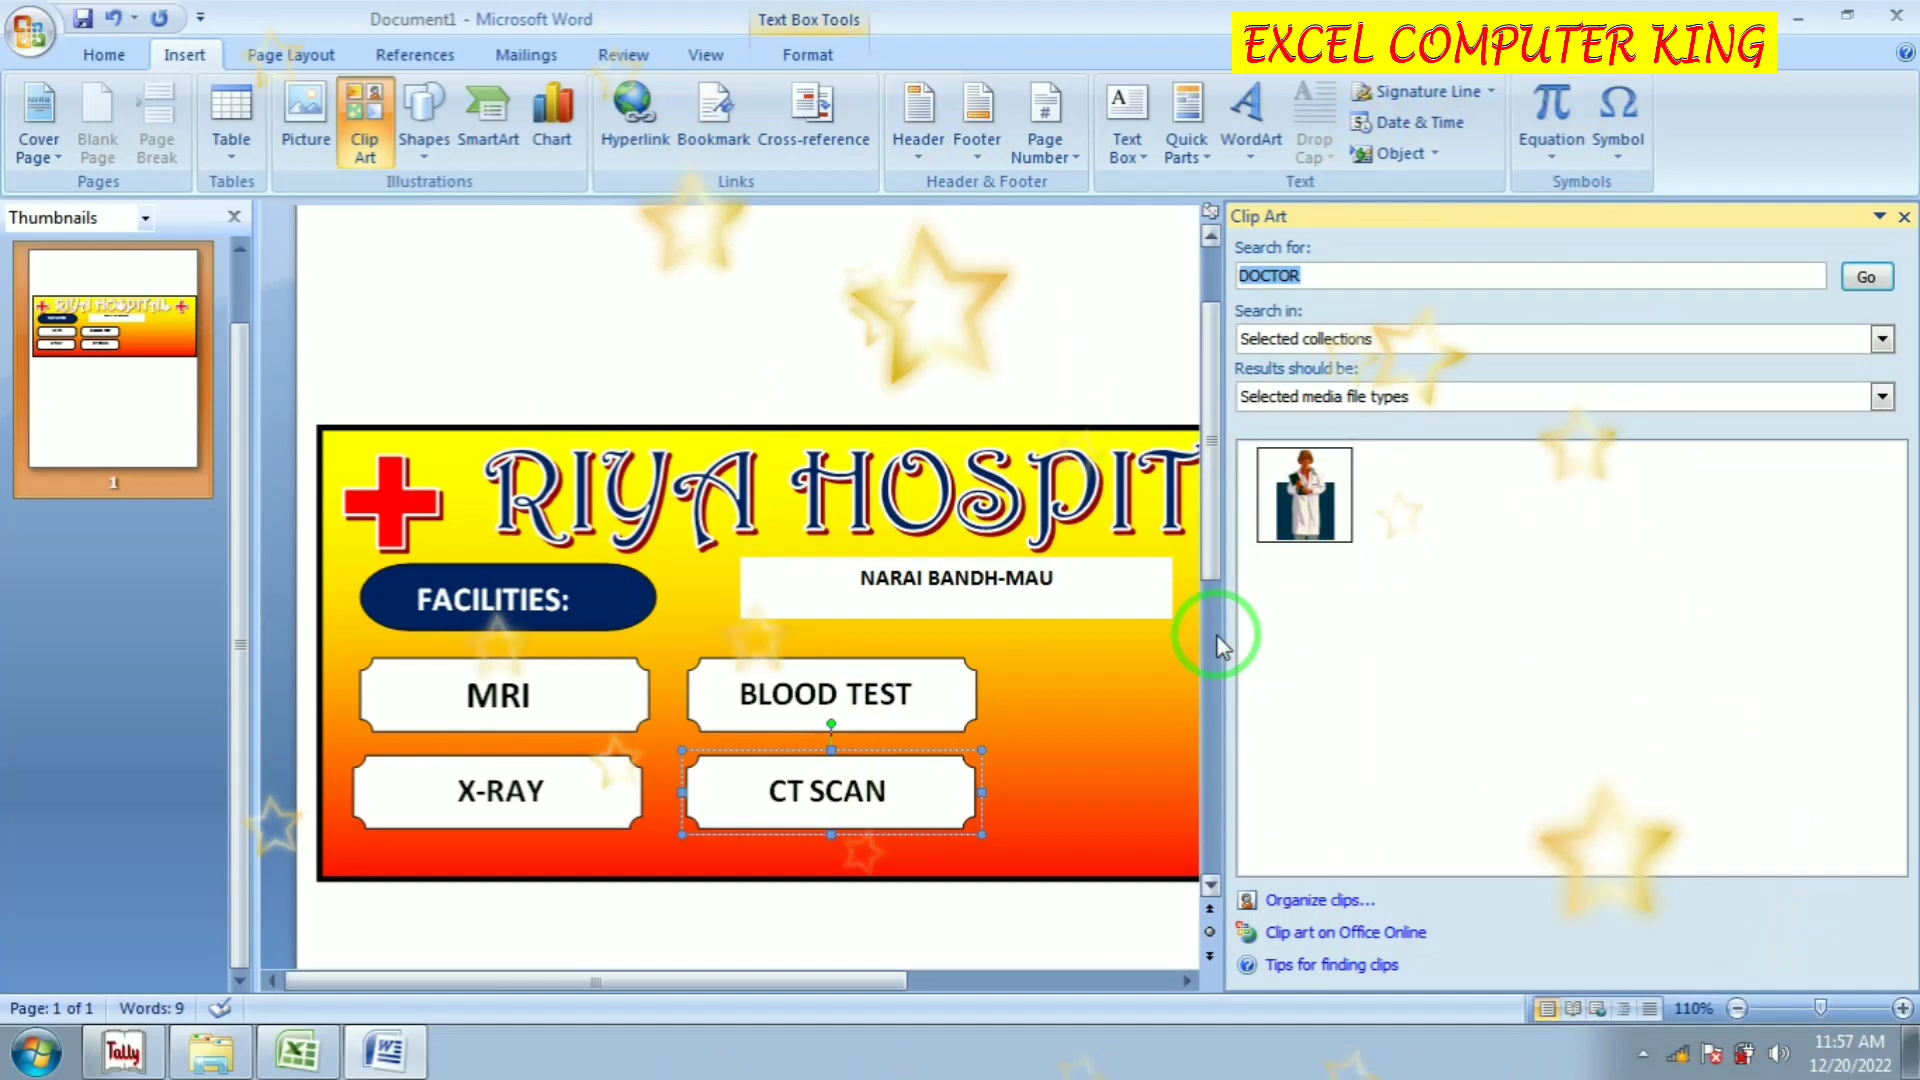 Document1 - Microsoft Word
Text Box Tools
EXCEL COMPUTER KING
Home Insert Page Layout References Mailings Review View Format
Cover Page Blank Page Page Break Table Picture Clip Art Shapes SmartArt Chart Hyperlink Bookmark Cross-reference Header Footer Page Number Text Box Quick Parts WordArt Drop Cap Signature Line Date & Time Object Equation Symbol
Pages Tables Illustrations Links Header & Footer Text Symbols
Thumbnails
1
RIYA HOSPIT
FACILITIES:
NARAI BANDH-MAU
MRI
BLOOD TEST
X-RAY
CT SCAN
Clip Art
Search for:
DOCTOR
Go
Search in:
Selected collections
Results should be:
Selected media file types
Organize clips...
Clip art on Office Online
Tips for finding clips
Page: 1 of 1 Words: 9
110%
Tally
11:57 AM
12/20/2022